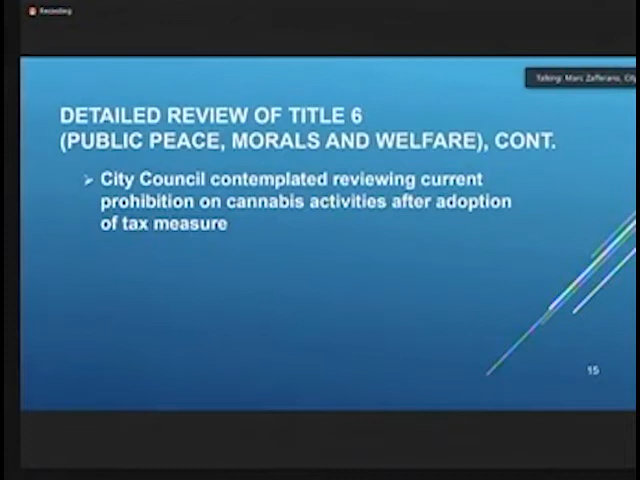 Recording
Talking: Marc Zafferano, City
DETAILED REVIEW OF TITLE 6
(PUBLIC PEACE, MORALS AND WELFARE), CONT.
City Council contemplated reviewing current
prohibition on cannabis activities after adoption
of tax measure
15